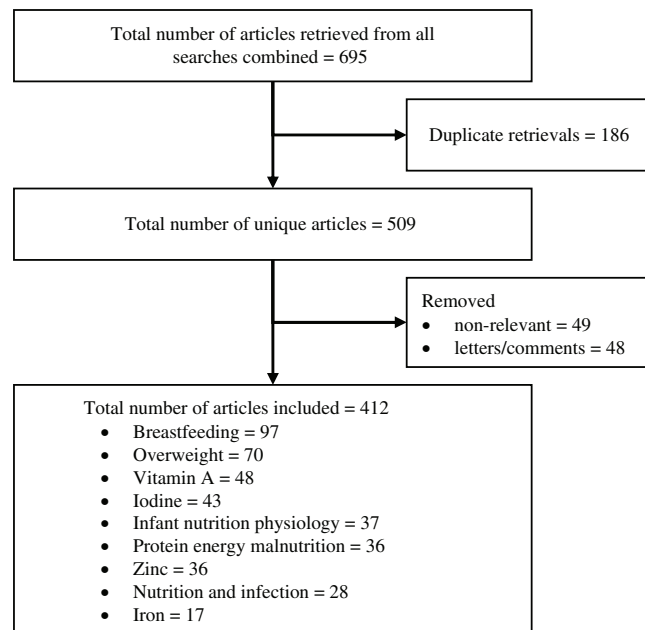 Total number of articles retrieved from all
searches combined = 695
Duplicate retrievals = 186
Total number of unique articles = 509
Removed
• non-relevant = 49
• letters/comments = 48
Total number of articles included = 412
• Breastfeeding = 97
• Overweight = 70
• Vitamin A = 48
• Iodine = 43
• Infant nutrition physiology = 37
• Protein energy malnutrition = 36
• Zinc = 36
• Nutrition and infection = 28
• Iron = 17